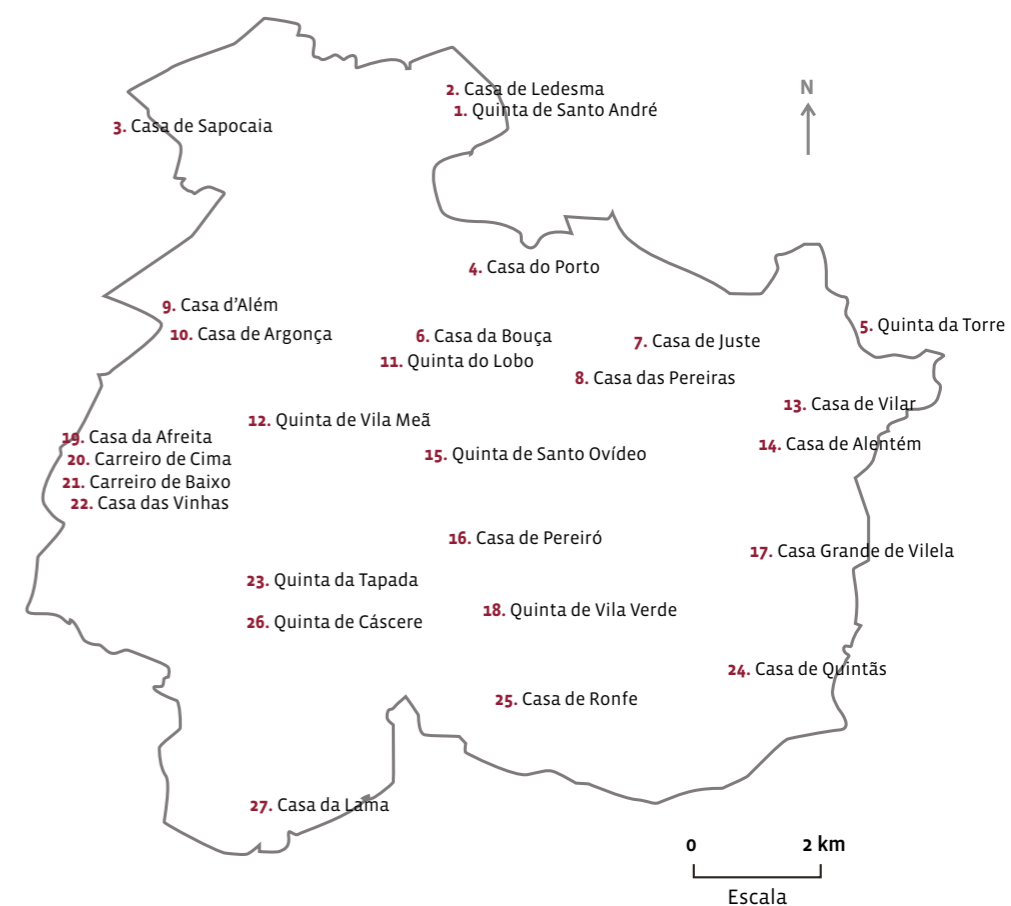 2. Casa de Ledesma
N
1. Quinta de Santo André
3. Casa de Sapocaia
4. Casa do Porto
9. Casa d'Além
5. Quinta da Torre
10. Casa de Argonça
6. Casa da Bouça
7. Casa de Juste
11. Quinta do Lobo
8. Casa das Pereiras
13. Casa de Vilar
12. Quinta de Vila Meã
19. Casa da Afreita
14. Casa de Alentém
15. Quinta de Santo Ovídeo
20. Carreiro de Cima
21. Carreiro de Baixo
22. Casa das Vinhas
16. Casa de Pereiró
17. Casa Grande de Vilela
23. Quinta da Tapada
18. Quinta de Vila Verde
26. Quinta de Cáscere
24. Casa de Quintãs
25. Casa de Ronfe
27. Casa da Lama
0 2 km
Escala